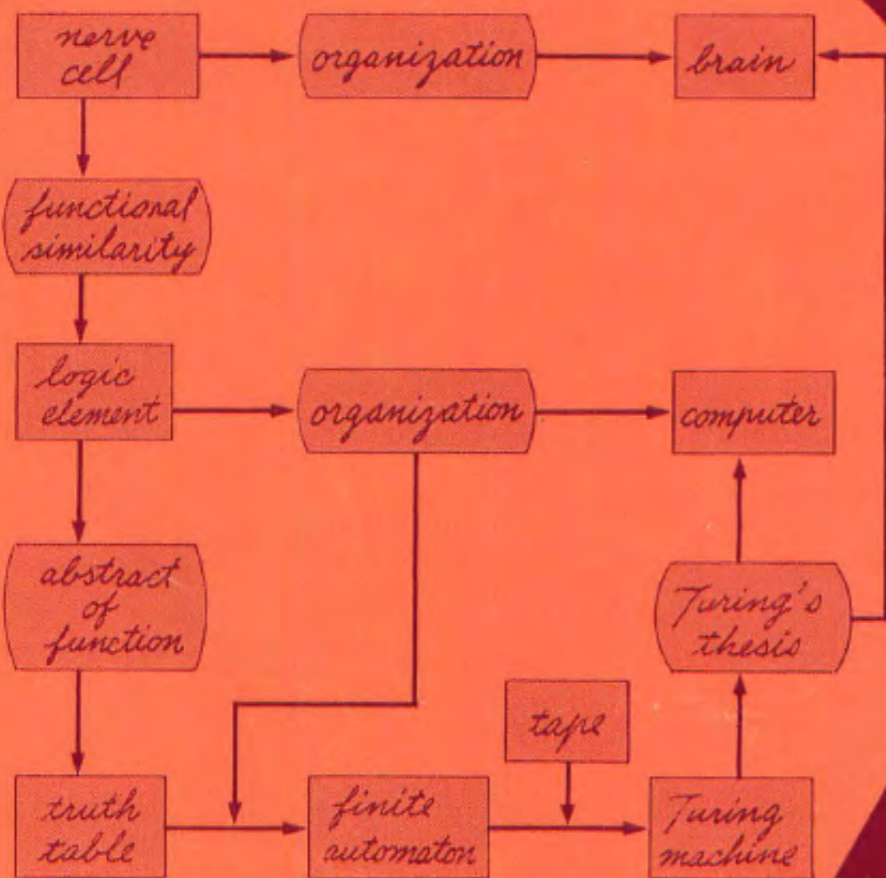 nerve
cell
organization
brain
functional
similarity
logic
element
organization
computer
abstract
of
function
Turing's
thesis
tape
truth
table
finite
automaton
Turing
machine